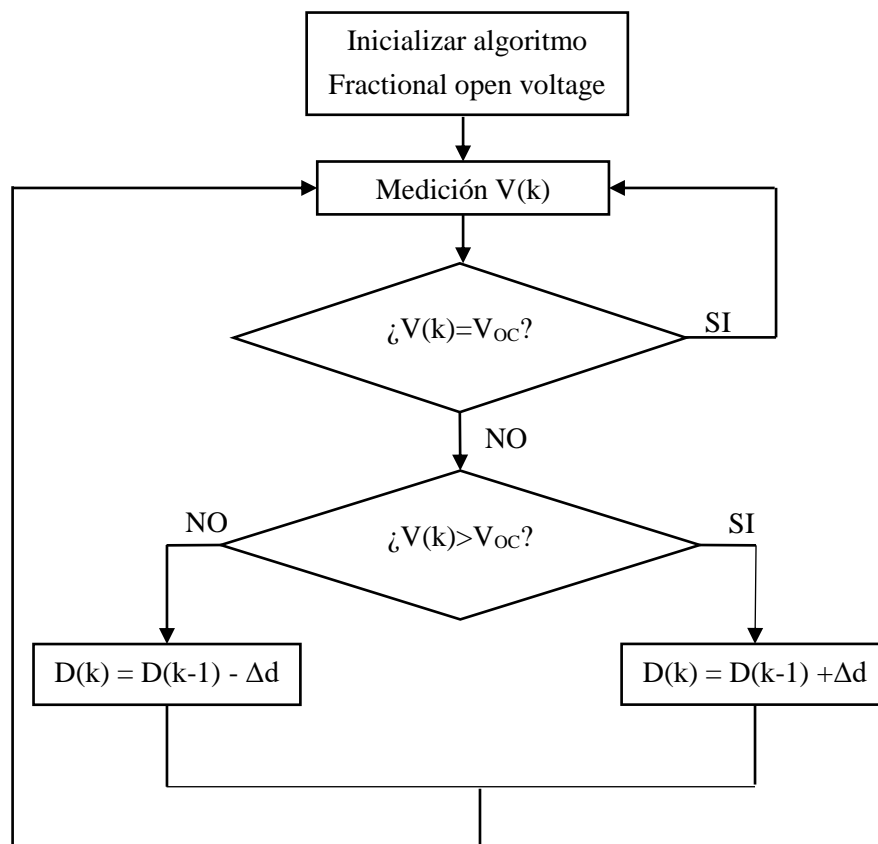 Inicializar algoritmo
Fractional open voltage
Medición V(k)
¿V(k)=V_OC?
SI
NO
NO
¿V(k)>V_OC?
SI
D(k) = D(k-1) - Δd
D(k) = D(k-1) +Δd